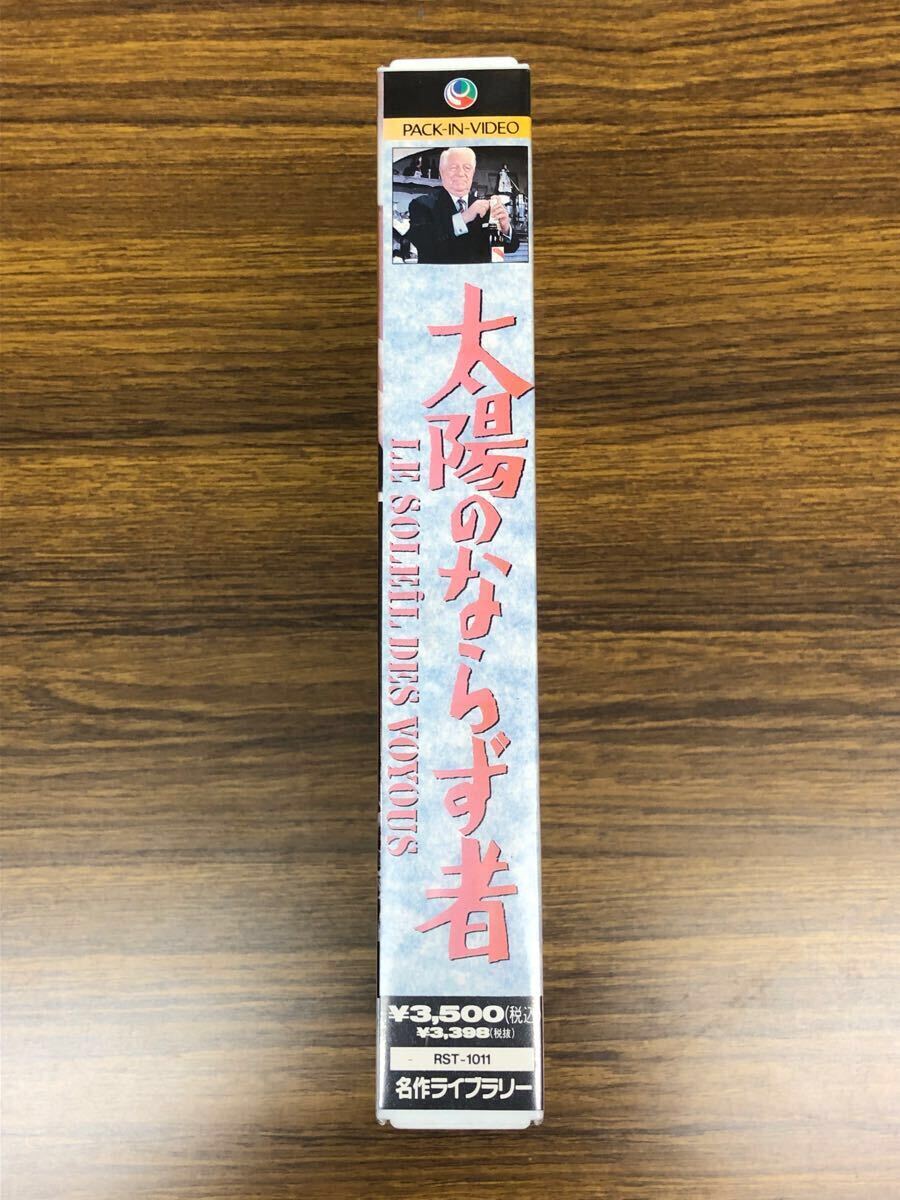 PACK-IN-VIDEO
太陽のならず者
LE SOLEiL DES VOYOUS
¥3,500(税込
¥3,398(税抜)
RST-1011
名作ライブラリー